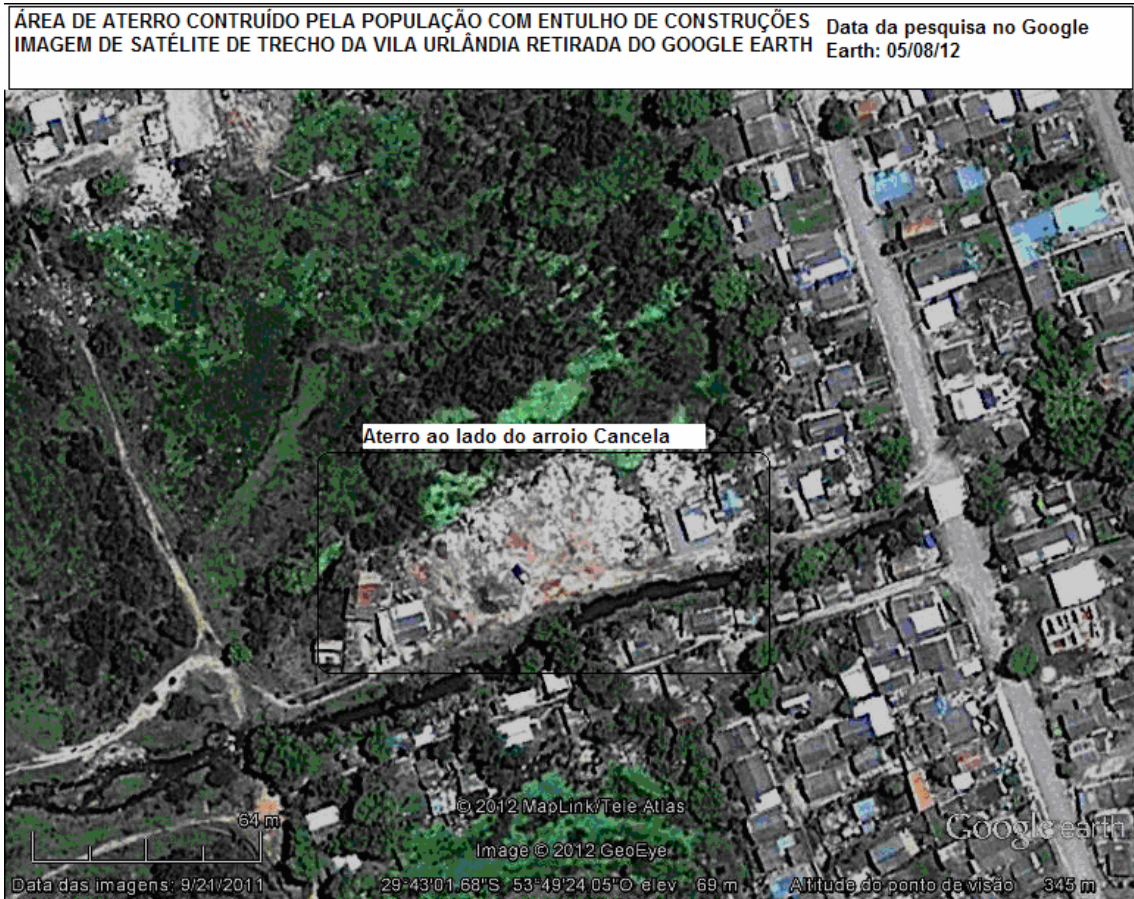 ÁREA DE ATERRO CONTRUÍDO PELA POPULAÇÃO COM ENTULHO DE CONSTRUÇÕES
IMAGEM DE SATÉLITE DE TRECHO DA VILA URLÂNDIA RETIRADA DO GOOGLE EARTH
Data da pesquisa no Google
Earth: 05/08/12
Aterro ao lado do arroio Cancela
© 2012 MapLink/Tele Atlas
64 m
Google earth
Image © 2012 GeoEye
Data das imagens: 9/21/2011 29°43'01.68"S 53°49'24.05"O elev 69 m Altitude do ponto de visão 345 m